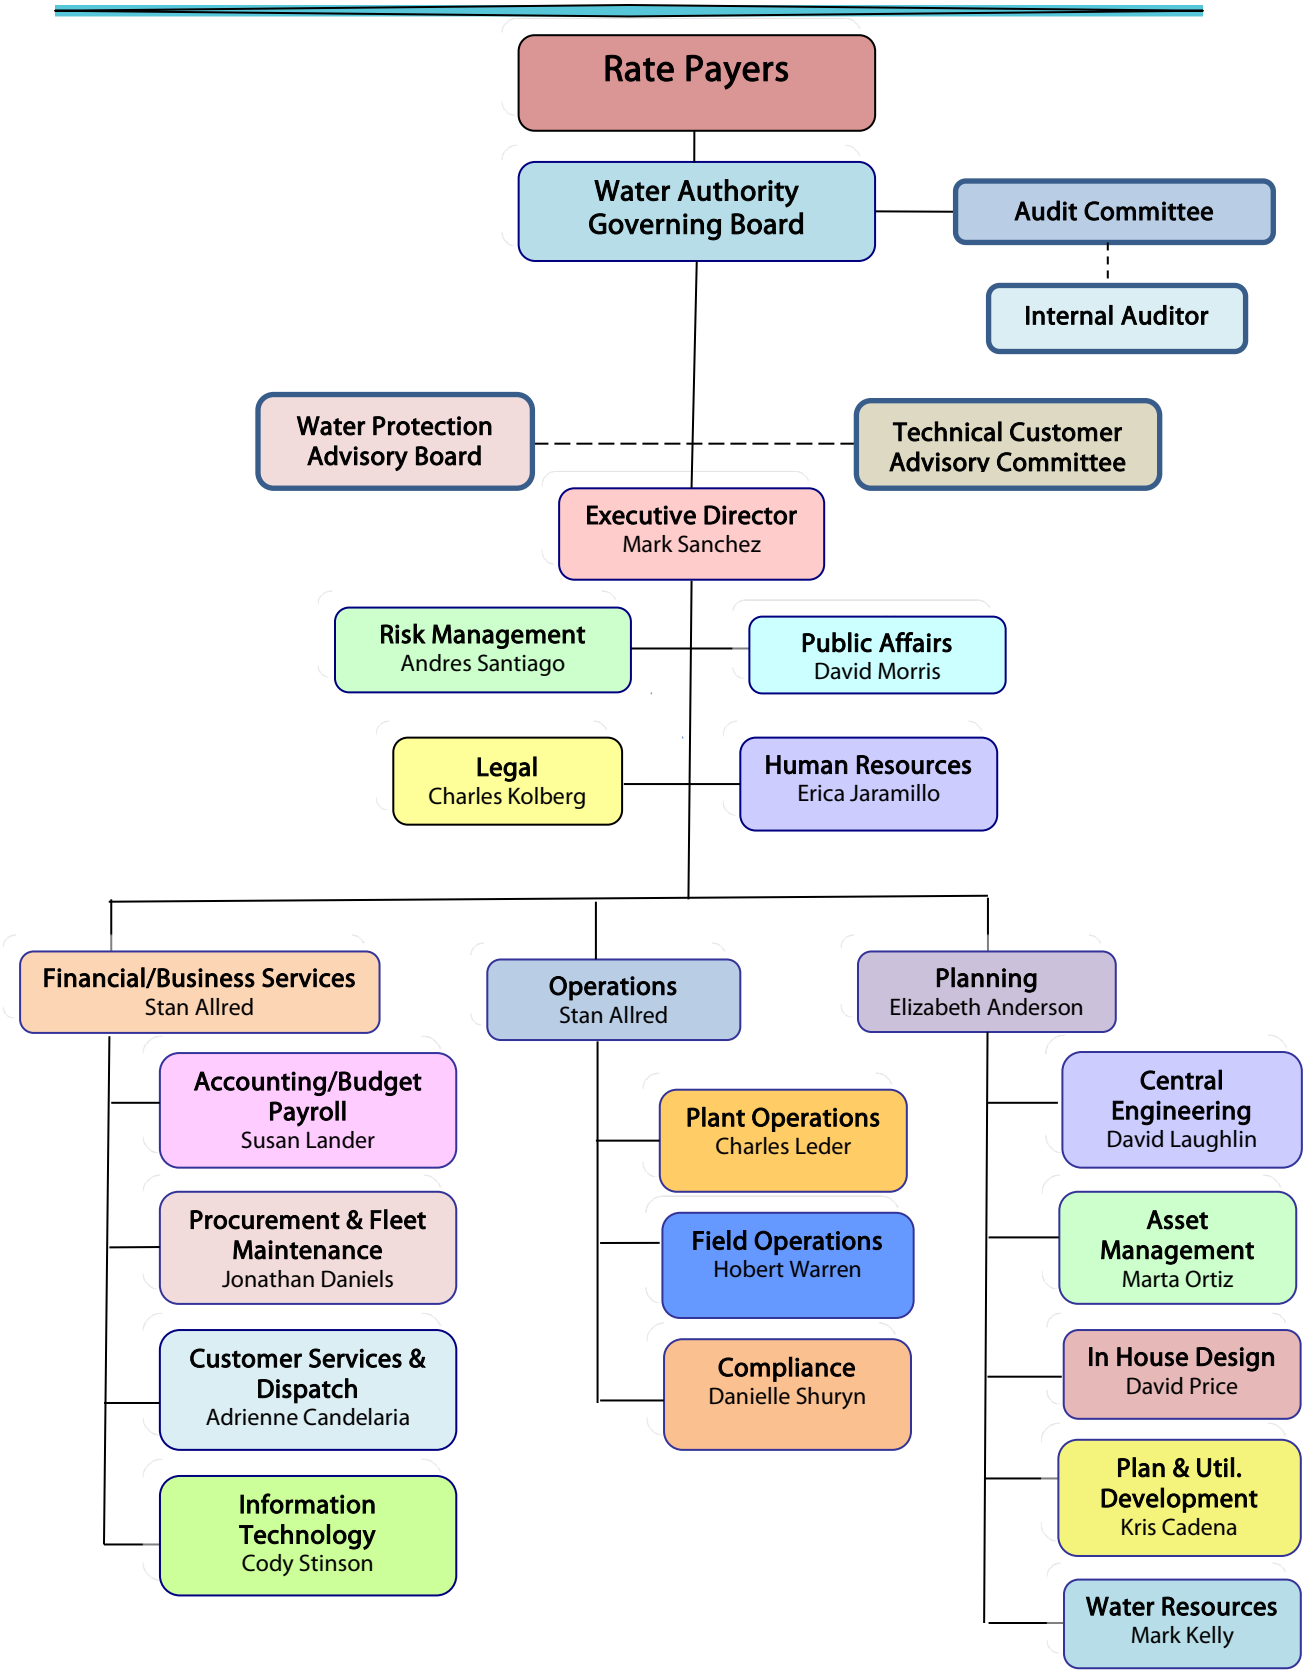 Rate Payers
Water Authority
Governing Board
Audit Committee
Internal Auditor
Water Protection
Advisory Board
Technical Customer
Advisory Committee
Executive Director
Mark Sanchez
Risk Management
Andres Santiago
Public Affairs
David Morris
Legal
Charles Kolberg
Human Resources
Erica Jaramillo
Financial/Business Services
Stan Allred
Operations
Stan Allred
Planning
Elizabeth Anderson
Accounting/Budget
Payroll
Susan Lander
Procurement & Fleet
Maintenance
Jonathan Daniels
Customer Services &
Dispatch
Adrienne Candelaria
Information
Technology
Cody Stinson
Plant Operations
Charles Leder
Field Operations
Hobert Warren
Compliance
Danielle Shuryn
Central
Engineering
David Laughlin
Asset
Management
Marta Ortiz
In House Design
David Price
Plan & Util.
Development
Kris Cadena
Water Resources
Mark Kelly